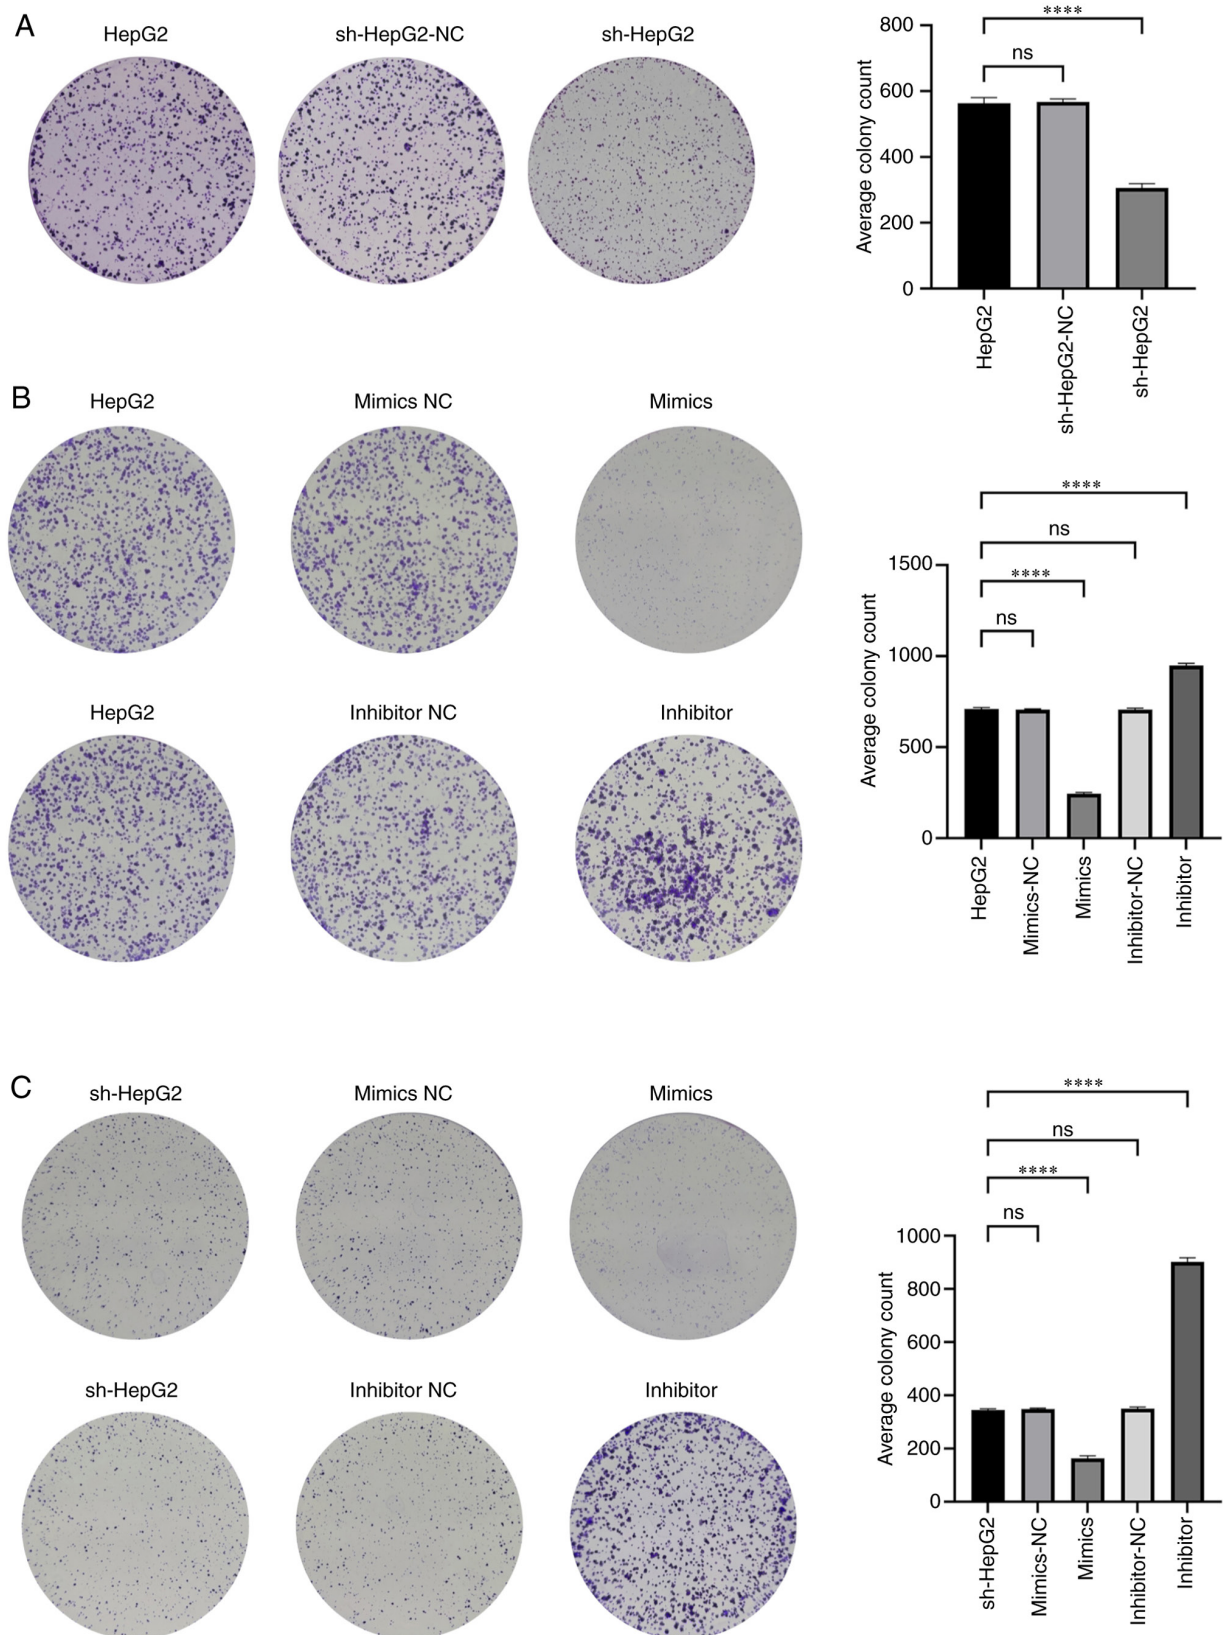 A
HepG2
sh-HepG2-NC
sh-HepG2
****
ns
800
600
400
200
0
Average colony count
HepG2
sh-HepG2-NC
sh-HepG2
B
HepG2
Mimics NC
Mimics
HepG2
Inhibitor NC
Inhibitor
****
ns
****
ns
1500
1000
500
0
Average colony count
HepG2
Mimics-NC
Mimics
Inhibitor-NC
Inhibitor
C
sh-HepG2
Mimics NC
Mimics
sh-HepG2
Inhibitor NC
Inhibitor
****
ns
****
ns
1000
800
600
400
200
0
Average colony count
sh-HepG2
Mimics-NC
Mimics
Inhibitor-NC
Inhibitor